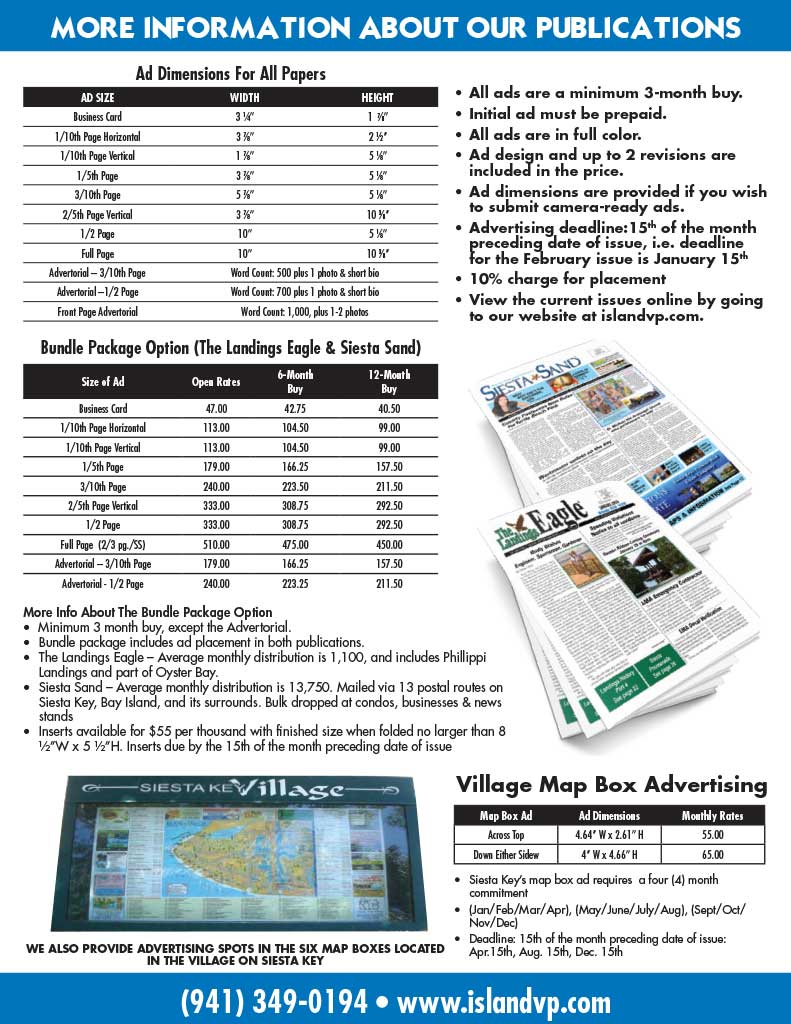 MORE INFORMATION ABOUT OUR PUBLICATIONS
Ad Dimensions For All Papers
AD SIZE WIDTH HEIGHT
Business Card 3 ¼” 1 ⅞”
1/10th Page Horizontal 3 ⅞” 2 ½”
1/10th Page Vertical 1 ⅞” 5 ⅛”
1/5th Page 3 ⅞” 5 ⅛”
3/10th Page 5 ⅞” 5 ⅛”
2/5th Page Vertical 3 ⅞” 10 ⅜”
1/2 Page 10” 5 ⅛”
Full Page 10” 10 ⅜”
Advertorial – 3/10th Page Word Count: 500 plus 1 photo & short bio
Advertorial –1/2 Page Word Count: 700 plus 1 photo & short bio
Front Page Advertorial Word Count: 1,000, plus 1-2 photos
• All ads are a minimum 3-month buy.
• Initial ad must be prepaid.
• All ads are in full color.
• Ad design and up to 2 revisions are
included in the price.
• Ad dimensions are provided if you wish
to submit camera-ready ads.
• Advertising deadline:15th of the month
preceding date of issue, i.e. deadline
for the February issue is January 15th
• 10% charge for placement
• View the current issues online by going
to our website at islandvp.com.
Bundle Package Option (The Landings Eagle & Siesta Sand)
Size of Ad Open Rates 6-Month Buy 12-Month Buy
Business Card 47.00 42.75 40.50
1/10th Page Horizontal 113.00 104.50 99.00
1/10th Page Vertical 113.00 104.50 99.00
1/5th Page 179.00 166.25 157.50
3/10th Page 240.00 223.50 211.50
2/5th Page Vertical 333.00 308.75 292.50
1/2 Page 333.00 308.75 292.50
Full Page (2/3 pg./SS) 510.00 475.00 450.00
Advertorial – 3/10th Page 179.00 166.25 157.50
Advertorial - 1/2 Page 240.00 223.25 211.50
SIESTA SAND
The Landings Eagle
Body Styles
LMA Emergency Contractor
Landings History
Part 4
See page 22
Siesta
Promenade
See page 28
More Info About The Bundle Package Option
• Minimum 3 month buy, except the Advertorial.
• Bundle package includes ad placement in both publications.
• The Landings Eagle – Average monthly distribution is 1,100, and includes Phillippi
Landings and part of Oyster Bay.
• Siesta Sand – Average monthly distribution is 13,750. Mailed via 13 postal routes on
Siesta Key, Bay Island, and its surrounds. Bulk dropped at condos, businesses & news
stands
• Inserts available for $55 per thousand with finished size when folded no larger than 8
½”W x 5 ½”H. Inserts due by the 15th of the month preceding date of issue
SIESTA KEY Village
WE ALSO PROVIDE ADVERTISING SPOTS IN THE SIX MAP BOXES LOCATED
IN THE VILLAGE ON SIESTA KEY
Village Map Box Advertising
Map Box Ad Ad Dimensions Monthly Rates
Across Top 4.64” W x 2.61” H 55.00
Down Either Sidew 4” W x 4.66” H 65.00
• Siesta Key’s map box ad requires a four (4) month
commitment
• (Jan/Feb/Mar/Apr), (May/June/July/Aug), (Sept/Oct/
Nov/Dec)
• Deadline: 15th of the month preceding date of issue:
Apr.15th, Aug. 15th, Dec. 15th
(941) 349-0194 • www.islandvp.com